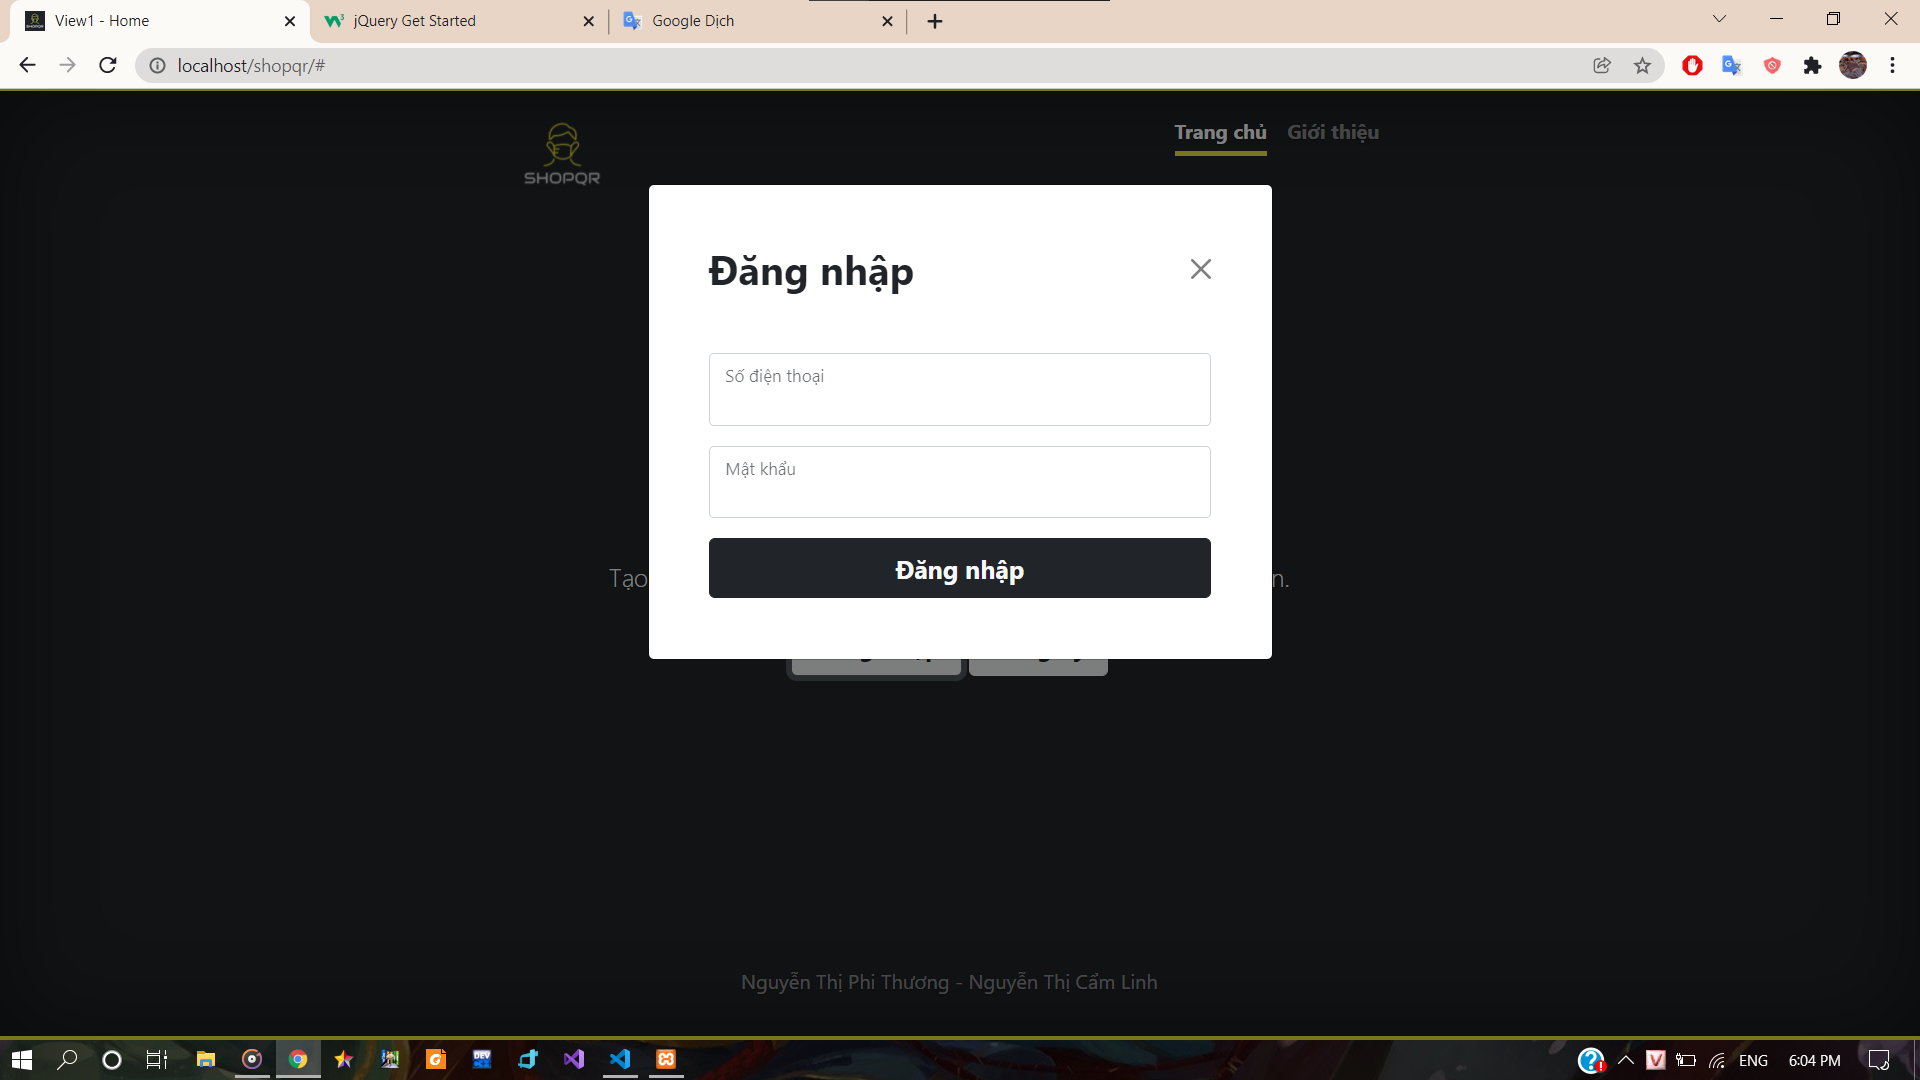 View1 - Home
jQuery Get Started
Google Dịch
localhost/shopqr/#
SHOPQR
Trang chủ
Giới thiệu
Đăng nhập
Số điện thoại
Mật khẩu
Đăng nhập
Tạo
n.
Nguyễn Thị Phi Thương - Nguyễn Thị Cẩm Linh
ENG
6:04 PM